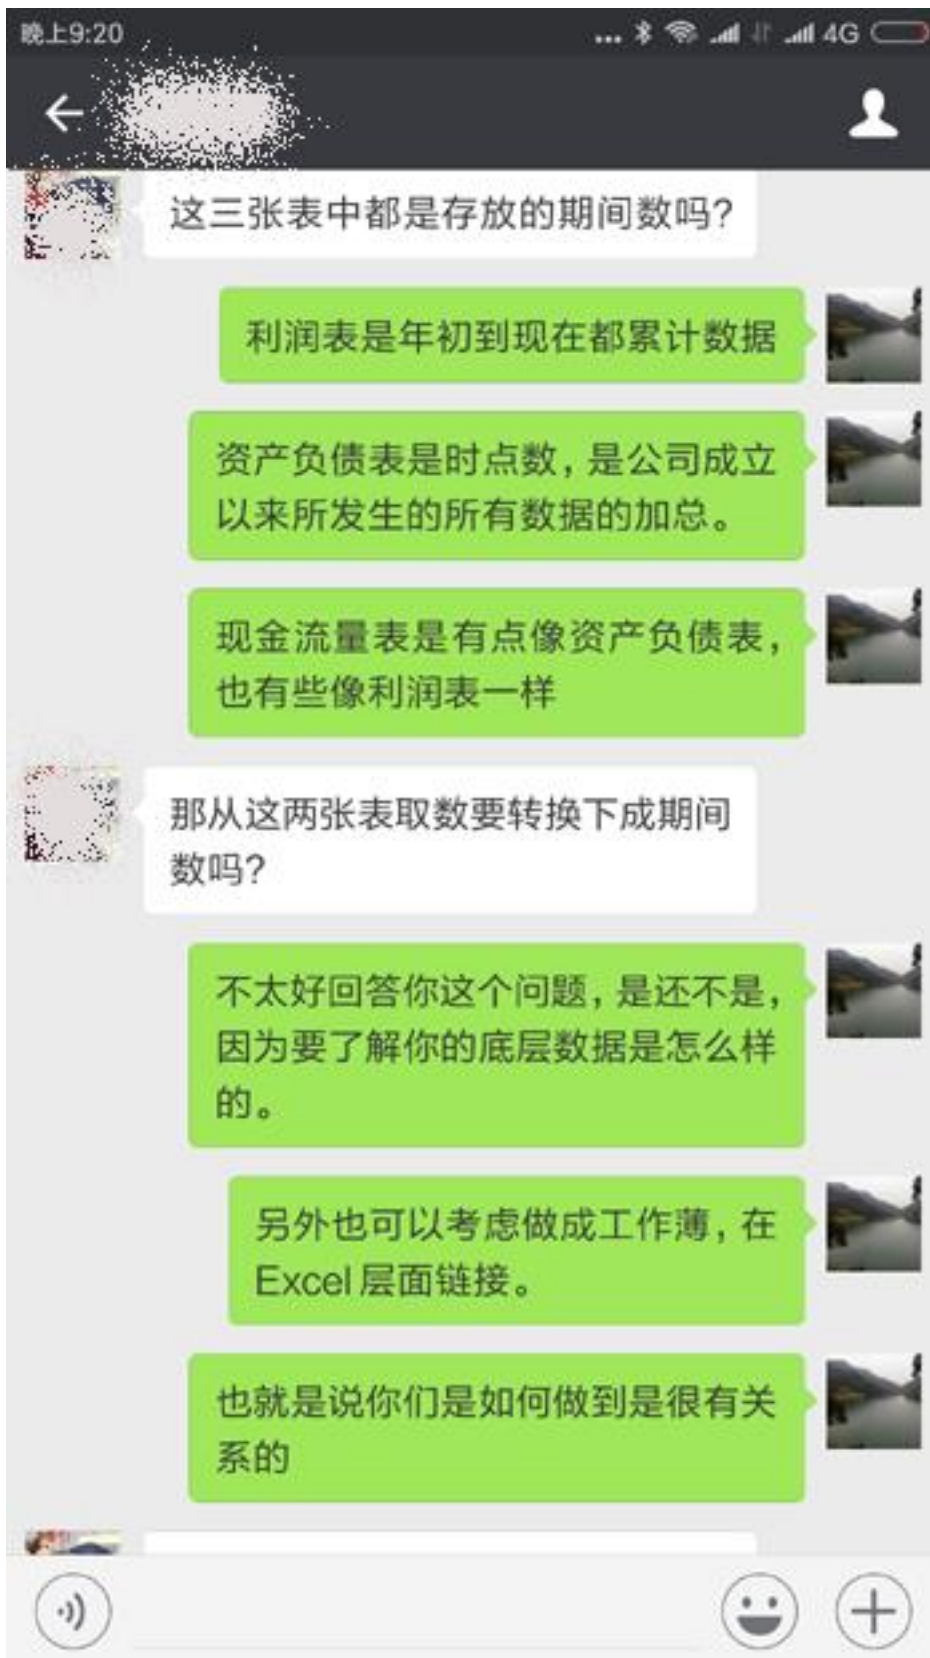 晚上9:20
... 4G
这三张表中都是存放的期间数吗?
利润表是年初到现在都累计数据
资产负债表是时点数，是公司成立
以来所发生的所有数据的加总。
现金流量表是有点像资产负债表，
也有些像利润表一样
那从这两张表取数要转换下成期间
数吗?
不太好回答你这个问题，是还不是，
因为要了解你的底层数据是怎么样
的。
另外也可以考虑做成工作薄，在
Excel层面链接。
也就是说你们是如何做到是很有关
系的